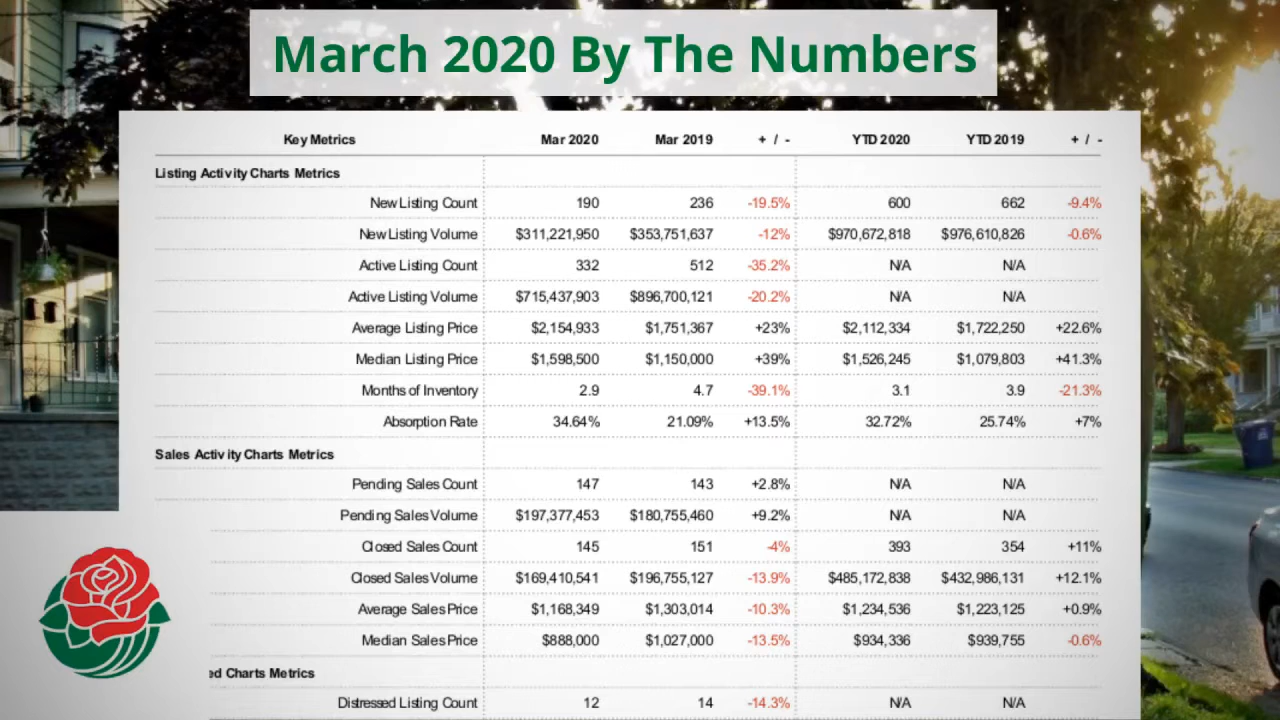 March 2020 By The Numbers
Key Metrics Mar 2020 Mar 2019 + / - YTD 2020 YTD 2019 + / -
Listing Activity Charts Metrics
New Listing Count 190 236 -19.5% 600 662 -9.4%
New Listing Volume $311,221,950 $353,751,637 -12% $970,672,818 $976,610,826 -0.6%
Active Listing Count 332 512 -35.2% N/A N/A
Active Listing Volume $715,437,903 $896,700,121 -20.2% N/A N/A
Average Listing Price $2,154,933 $1,751,367 +23% $2,112,334 $1,722,250 +22.6%
Median Listing Price $1,598,500 $1,150,000 +39% $1,526,245 $1,079,803 +41.3%
Months of Inventory 2.9 4.7 -39.1% 3.1 3.9 -21.3%
Absorption Rate 34.64% 21.09% +13.5% 32.72% 25.74% +7%
Sales Activity Charts Metrics
Pending Sales Count 147 143 +2.8% N/A N/A
Pending Sales Volume $197,377,453 $180,755,460 +9.2% N/A N/A
Closed Sales Count 145 151 -4% 393 354 +11%
Closed Sales Volume $169,410,541 $196,755,127 -13.9% $485,172,838 $432,986,131 +12.1%
Average Sales Price $1,168,349 $1,303,014 -10.3% $1,234,536 $1,223,125 +0.9%
Median Sales Price $888,000 $1,027,000 -13.5% $934,336 $939,755 -0.6%
ed Charts Metrics
Distressed Listing Count 12 14 -14.3% N/A N/A